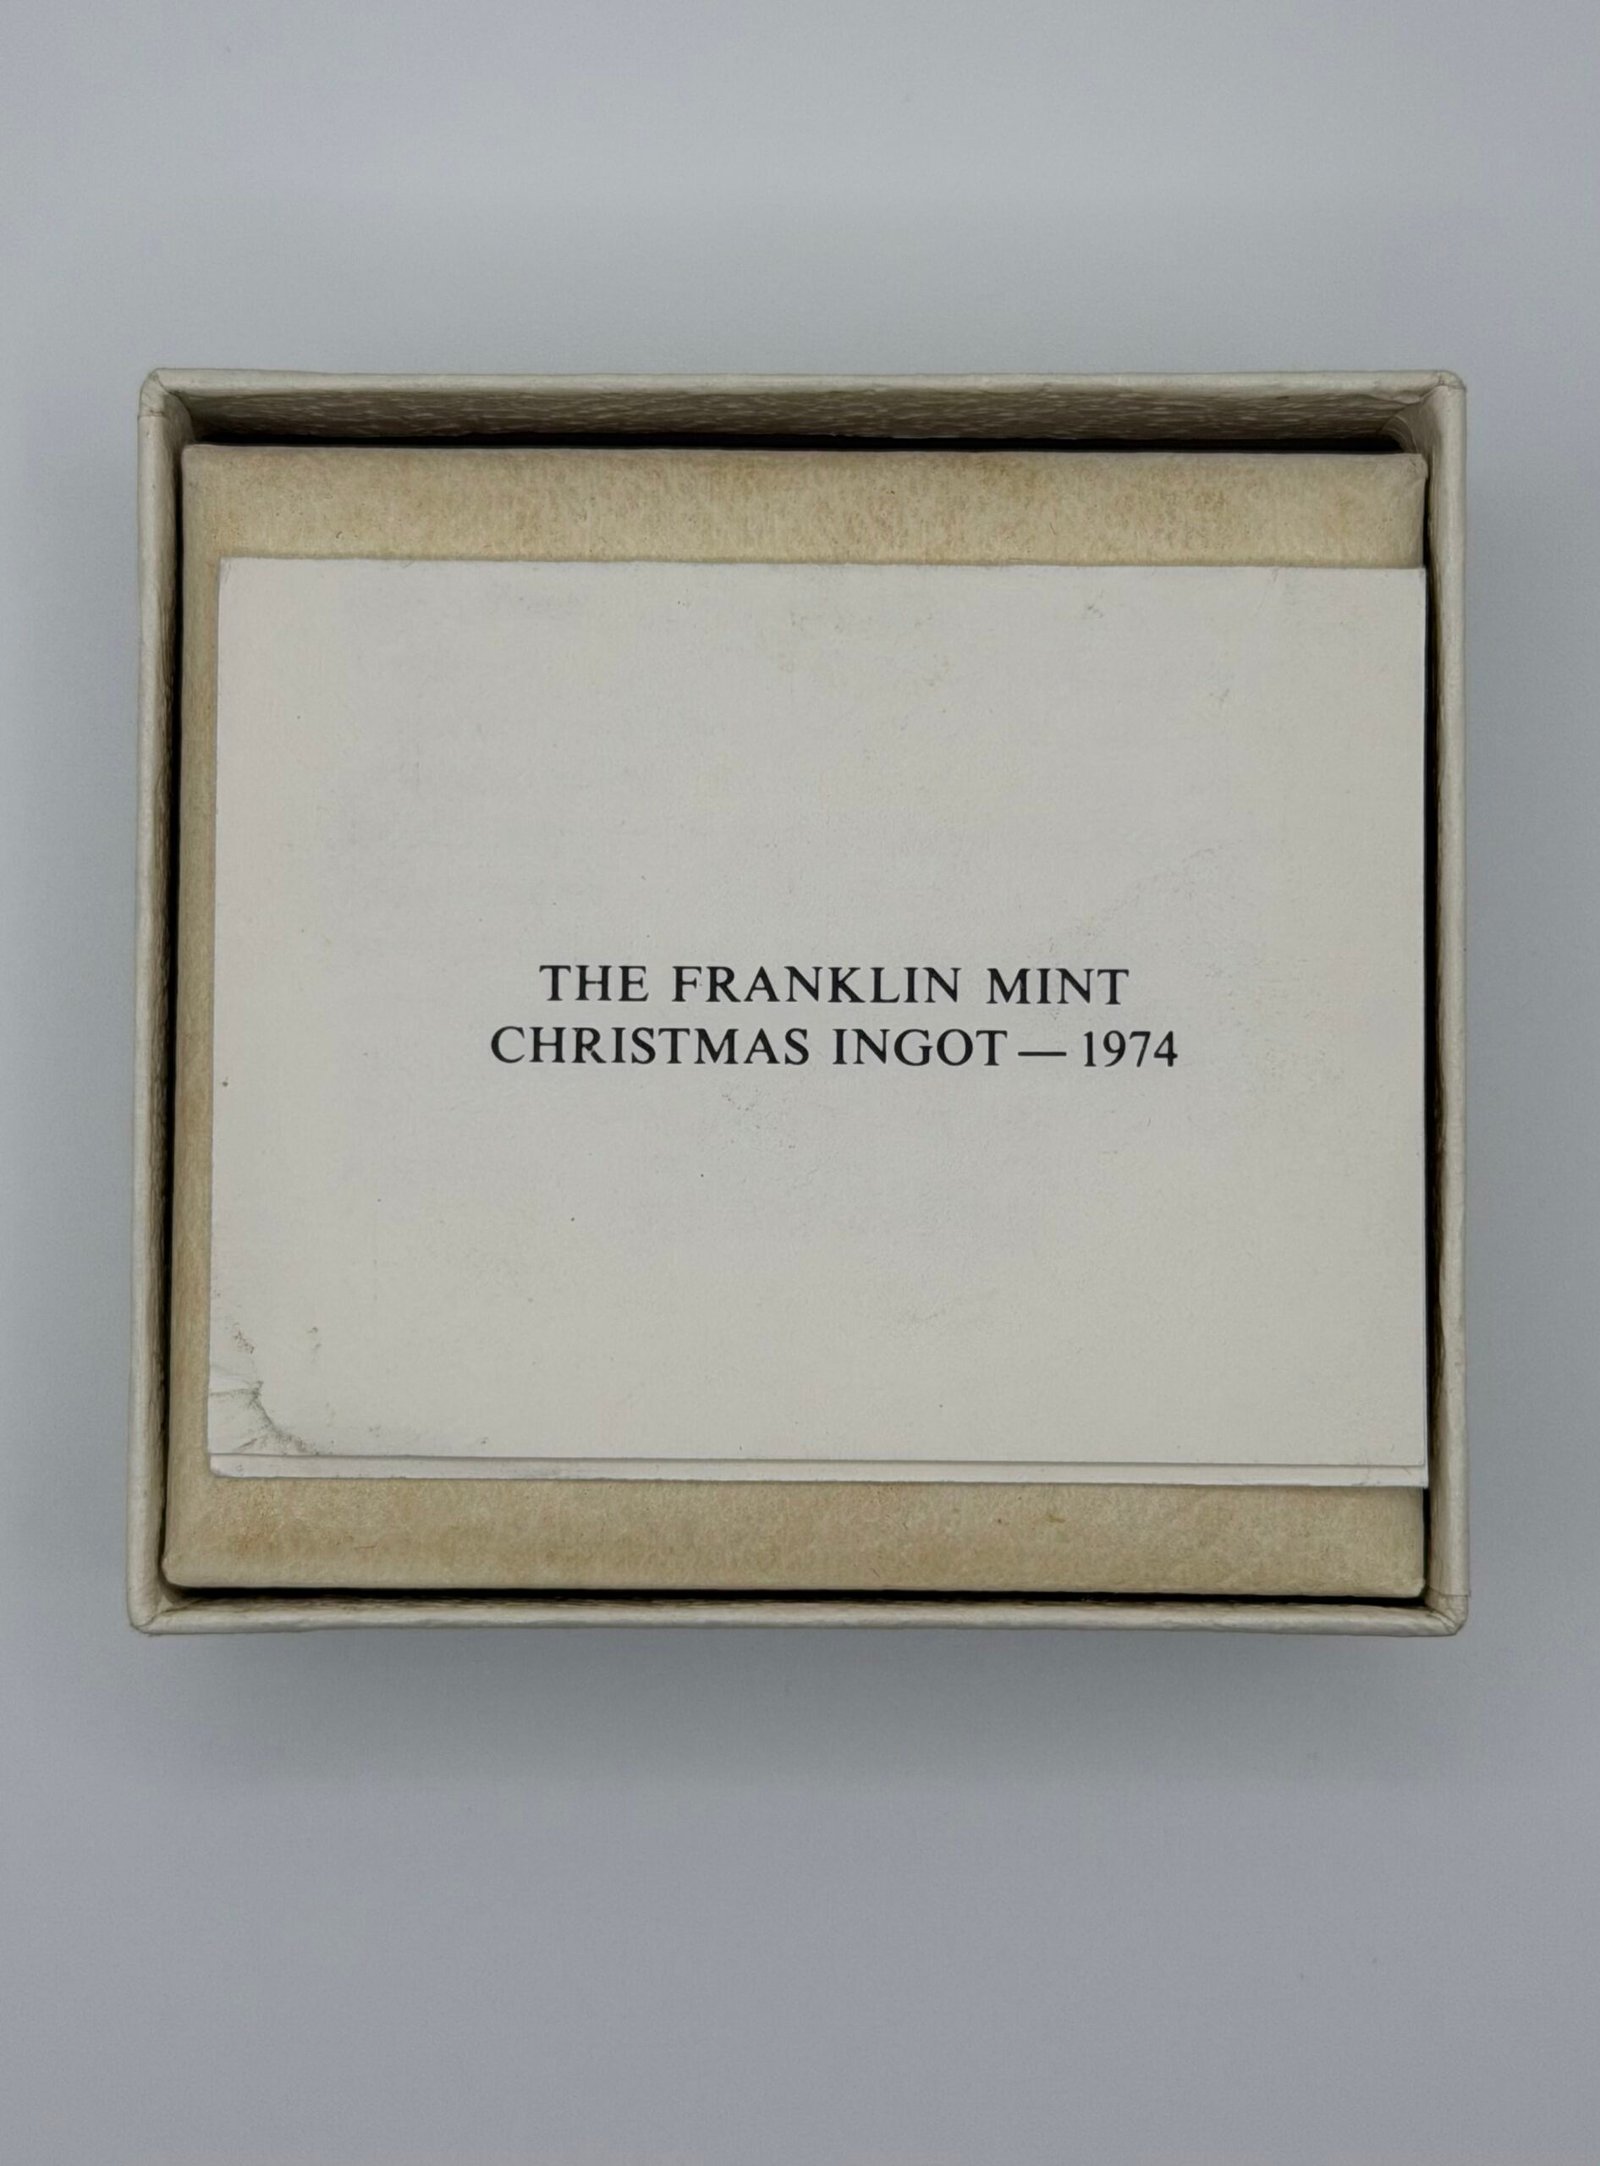 THE FRANKLIN MINT
CHRISTMAS INGOT — 1974